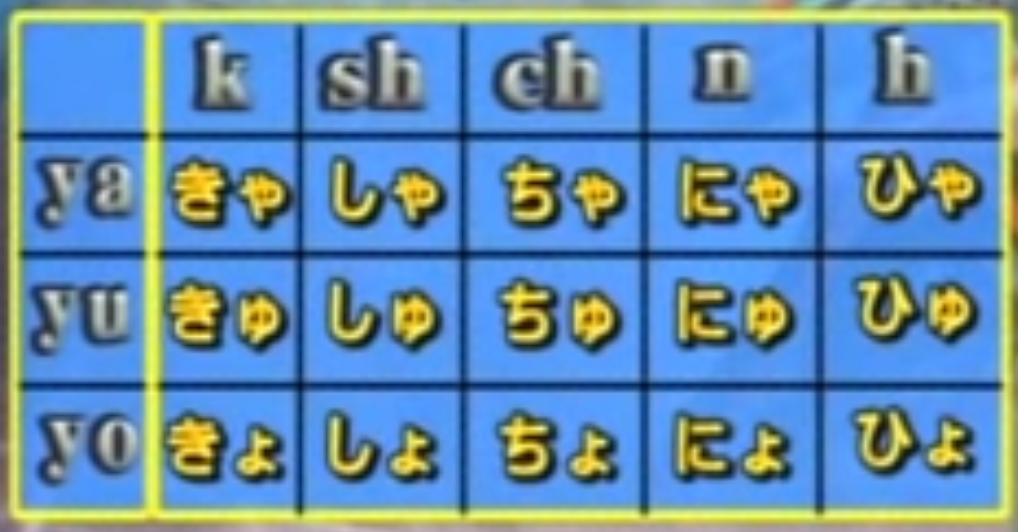 k sh ch n h
ya きゃ しゃ ちゃ にゃ ひゃ
yu きゅ しゅ ちゅ にゅ ひゅ
yo きょ しょ ちょ にょ ひょ